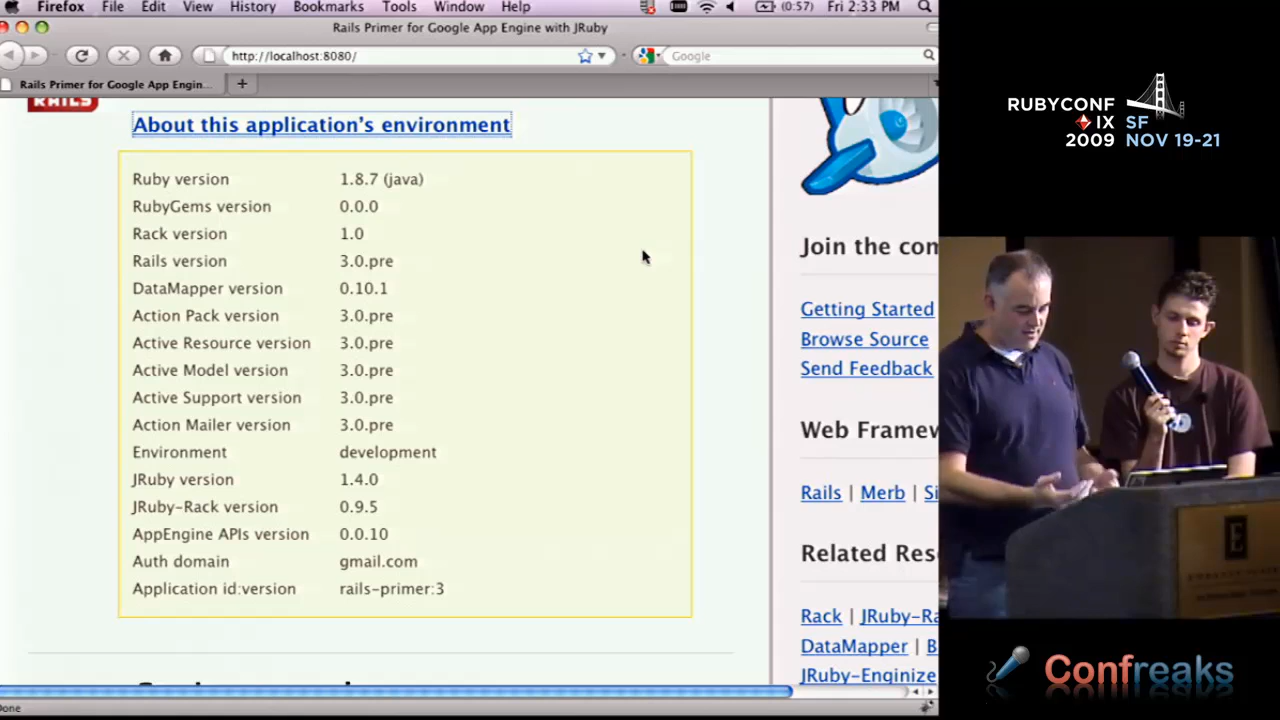 Firefox File Edit View History Bookmarks Tools Window Help (0:57) Fri 2:33 PM
Rails Primer for Google App Engine with JRuby
http://localhost:8080/ Google
Rails Primer for Google App Engin...
RAILS
About this application's environment
Ruby version 1.8.7 (java)
RubyGems version 0.0.0
Rack version 1.0
Rails version 3.0.pre
DataMapper version 0.10.1
Action Pack version 3.0.pre
Active Resource version 3.0.pre
Active Model version 3.0.pre
Active Support version 3.0.pre
Action Mailer version 3.0.pre
Environment development
JRuby version 1.4.0
JRuby-Rack version 0.9.5
AppEngine APIs version 0.0.10
Auth domain gmail.com
Application id:version rails-primer:3
Join the com
Getting Started
Browse Source
Send Feedback
Web Framew
Rails | Merb | Si
Related Res
Rack | JRuby-Ra
DataMapper | B
JRuby-Enginize
Done
RUBYCONF
IX SF
2009 NOV 19-21
E
Confreaks